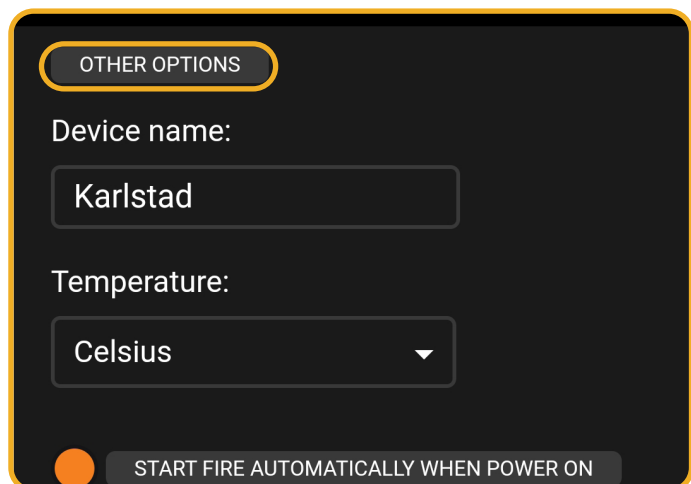 OTHER OPTIONS
Device name:
Karlstad
Temperature:
Celsius
START FIRE AUTOMATICALLY WHEN POWER ON